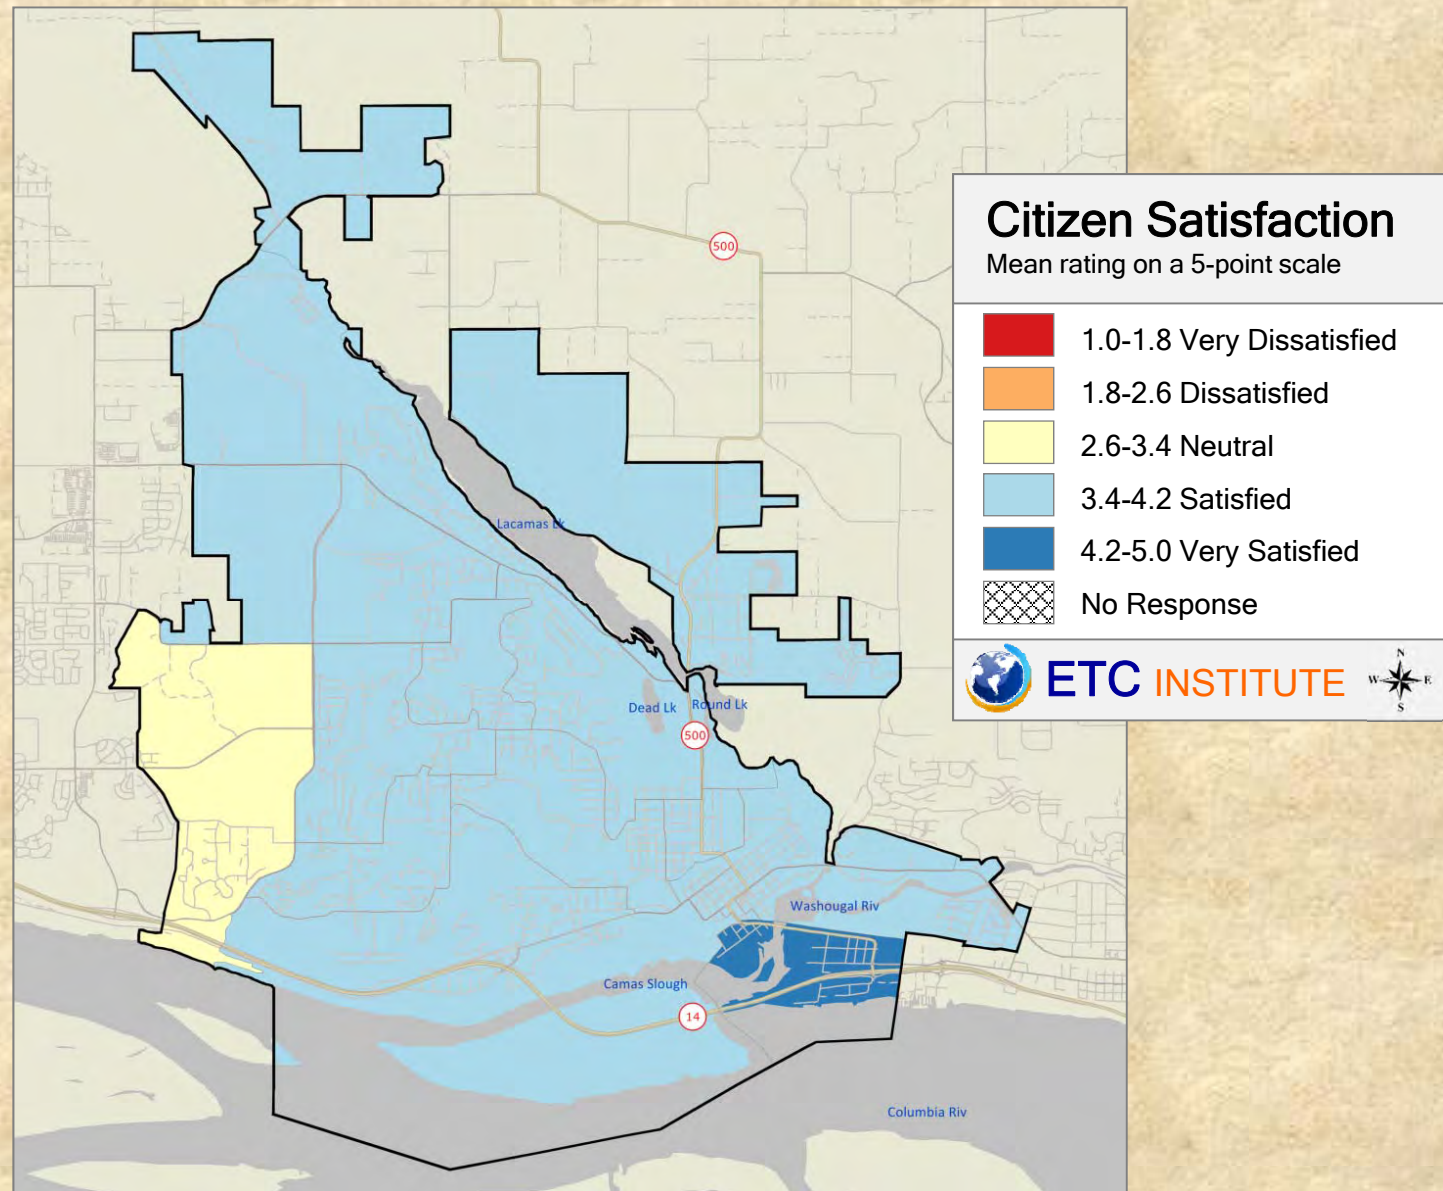 500
Citizen Satisfaction
Mean rating on a 5-point scale
1.0-1.8 Very Dissatisfied
1.8-2.6 Dissatisfied
2.6-3.4 Neutral
3.4-4.2 Satisfied
4.2-5.0 Very Satisfied
No Response
ETC INSTITUTE
N
W
E
S
Lacamas Lk
Dead Lk
Round Lk
500
Washougal Riv
Camas Slough
14
Columbia Riv